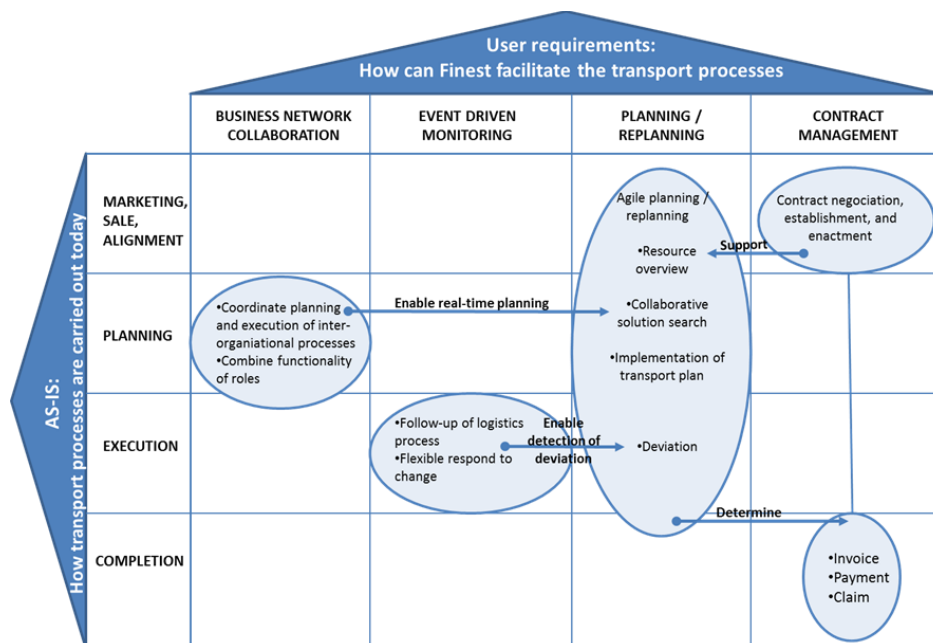 User requirements:
How can Finest facilitate the transport processes
BUSINESS NETWORK
COLLABORATION
EVENT DRIVEN
MONITORING
PLANNING /
REPLANNING
CONTRACT
MANAGEMENT
AS-IS:
How transport processes are carried out today
MARKETING,
SALE,
ALIGNMENT
Agile planning /
replanning
•Resource
overview
Support
Contract negociation,
establishment, and
enactment
PLANNING
•Coordinate planning
and execution of inter-
organiational processes
•Combine functionality
of roles
Enable real-time planning
•Collaborative
solution search
•Implementation of
transport plan
EXECUTION
•Follow-up of logistics
process
•Flexible respond to
change
Enable
detection of
deviation
•Deviation
Determine
COMPLETION
•Invoice
•Payment
•Claim